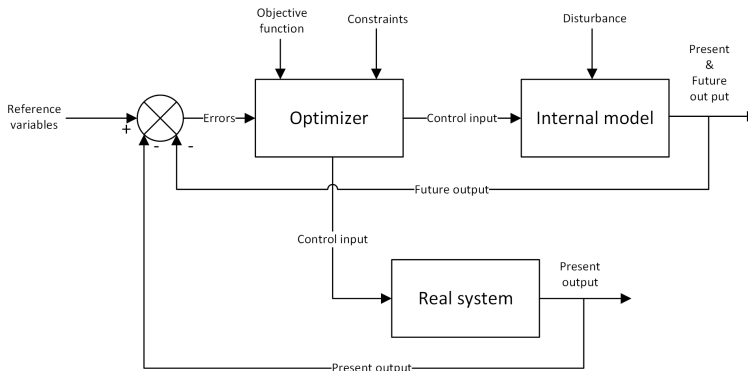 Objective
function
Constraints
Disturbance
Present
&
Future
out put
Reference
variables
+
-
-
Errors
Optimizer
Control input
Internal model
Future output
Control input
Real system
Present
output
Present output